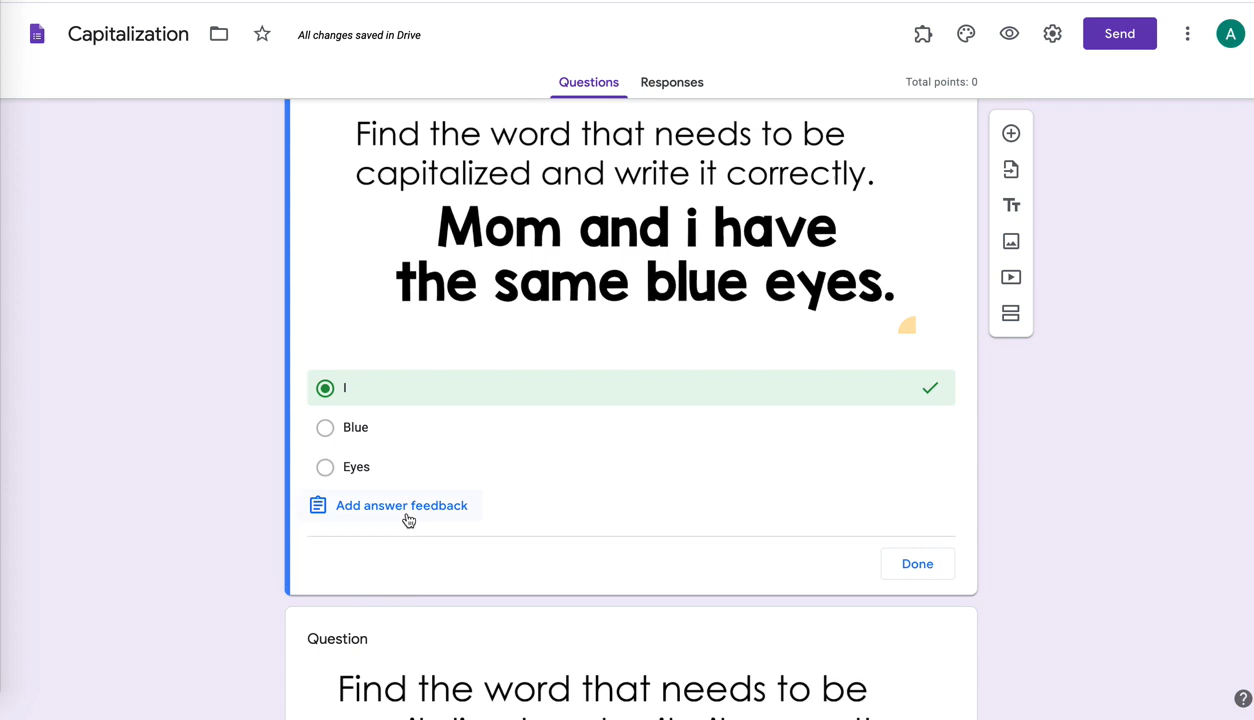 Capitalization
All changes saved in Drive
Send
A
Questions
Responses
Total points: 0
Find the word that needs to be
capitalized and write it correctly.
Mom and i have
the same blue eyes.
Tт
I
Blue
Eyes
Add answer feedback
Done
Question
Find the word that needs to be
?